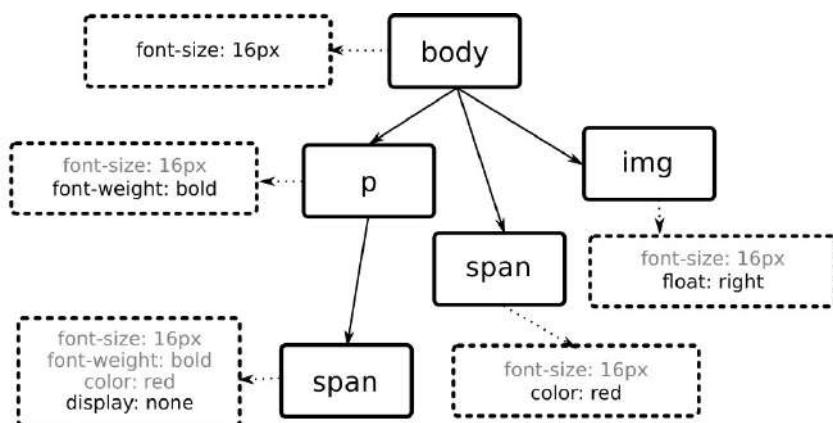 font-size: 16px
body
font-size: 16px
font-weight: bold
p
img
span
font-size: 16px
float: right
font-size: 16px
font-weight: bold
color: red
display: none
span
font-size: 16px
color: red